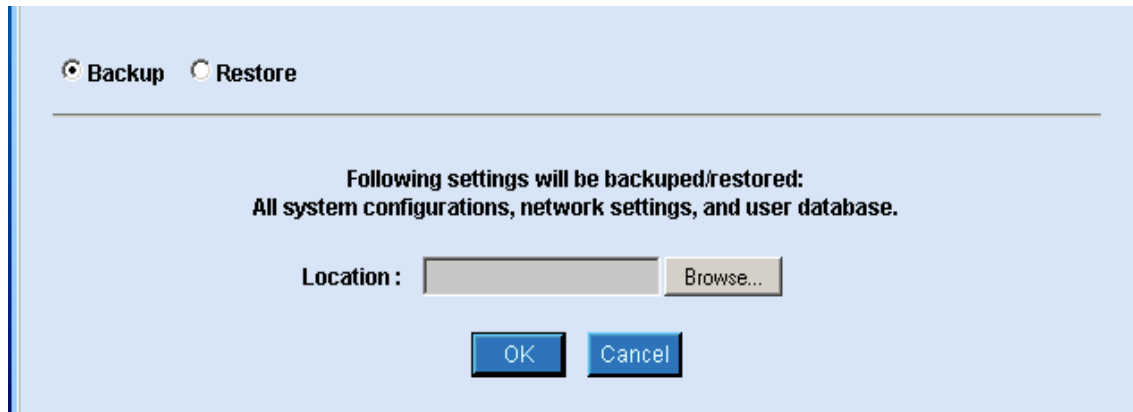 Backup Restore
Following settings will be backuped/restored:
All system configurations, network settings, and user database.
Location : Browse...
OK Cancel